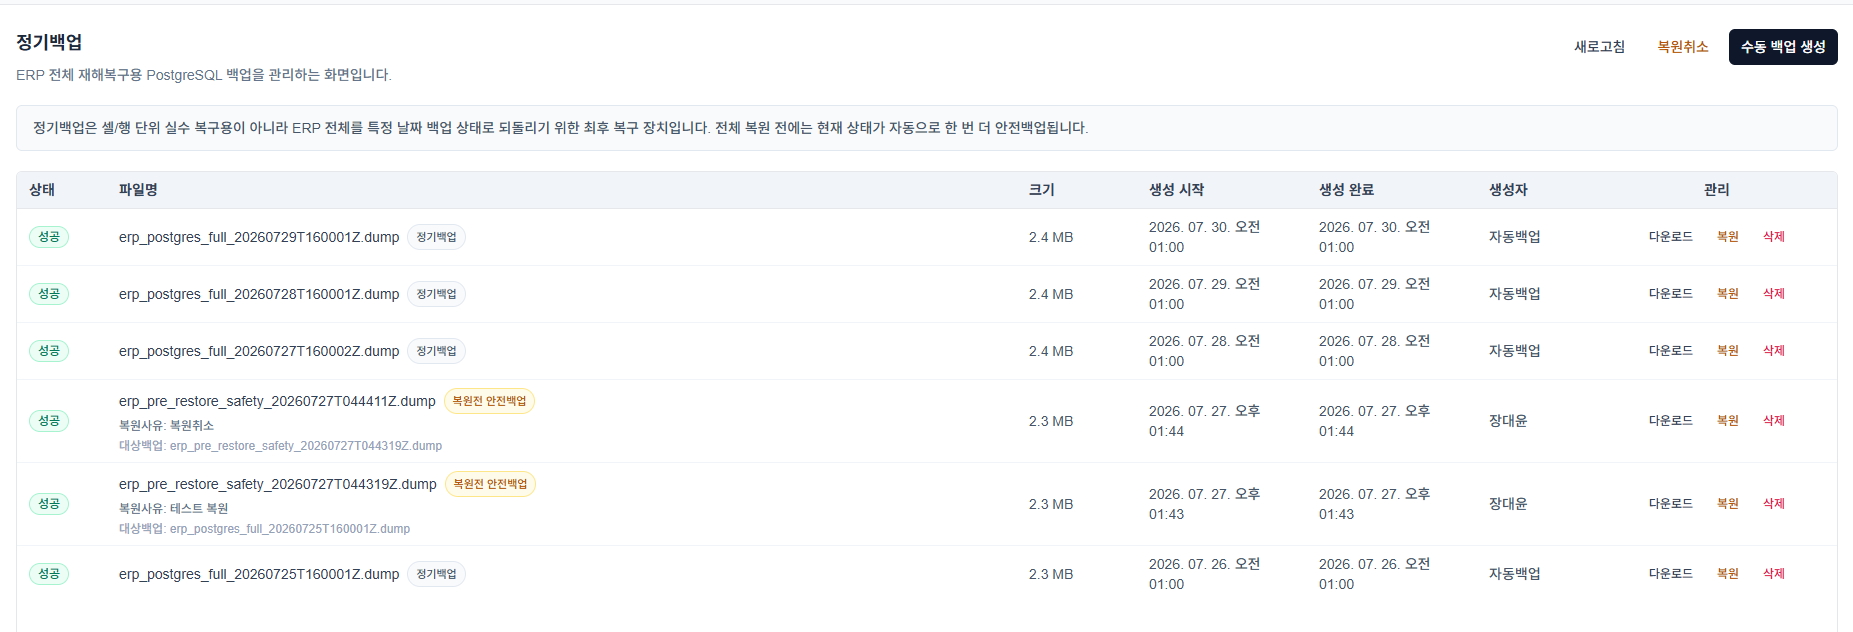 정기백업
ERP 전체 재해복구용 PostgreSQL 백업을 관리하는 화면입니다.
새로고침 복원취소 수동 백업 생성
정기백업은 셀/행 단위 실수 복구용이 아니라 ERP 전체를 특정 날짜 백업 상태로 되돌리기 위한 최후 복구 장치입니다. 전체 복원 전에는 현재 상태가 자동으로 한 번 더 안전백업됩니다.
상태 파일명 크기 생성 시작 생성 완료 생성자 관리
성공 erp_postgres_full_20260729T160001Z.dump 정기백업 2.4 MB 2026. 07. 30. 오전 01:00 2026. 07. 30. 오전 01:00 자동백업 다운로드 복원 삭제
성공 erp_postgres_full_20260728T160001Z.dump 정기백업 2.4 MB 2026. 07. 29. 오전 01:00 2026. 07. 29. 오전 01:00 자동백업 다운로드 복원 삭제
성공 erp_postgres_full_20260727T160002Z.dump 정기백업 2.4 MB 2026. 07. 28. 오전 01:00 2026. 07. 28. 오전 01:00 자동백업 다운로드 복원 삭제
성공 erp_pre_restore_safety_20260727T044411Z.dump 복원전 안전백업
복원사유: 복원취소
대상백업: erp_pre_restore_safety_20260727T044319Z.dump
2.3 MB 2026. 07. 27. 오후 01:44 2026. 07. 27. 오후 01:44 장대윤 다운로드 복원 삭제
성공 erp_pre_restore_safety_20260727T044319Z.dump 복원전 안전백업
복원사유: 테스트 복원
대상백업: erp_postgres_full_20260725T160001Z.dump
2.3 MB 2026. 07. 27. 오후 01:43 2026. 07. 27. 오후 01:43 장대윤 다운로드 복원 삭제
성공 erp_postgres_full_20260725T160001Z.dump 정기백업 2.3 MB 2026. 07. 26. 오전 01:00 2026. 07. 26. 오전 01:00 자동백업 다운로드 복원 삭제